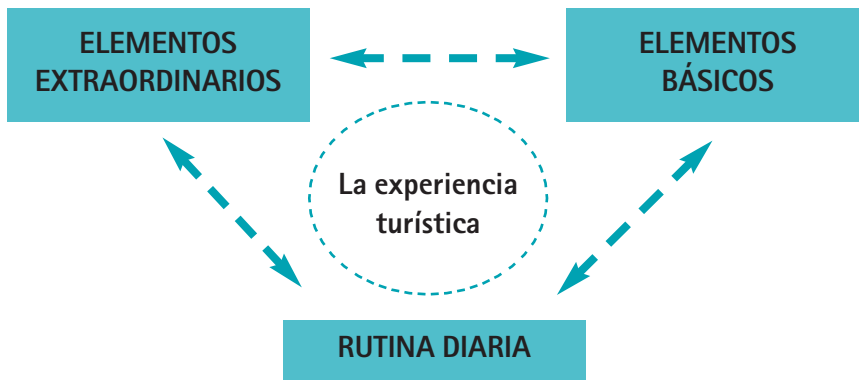 ELEMENTOS
EXTRAORDINARIOS
ELEMENTOS
BÁSICOS
La experiencia
turística
RUTINA DIARIA